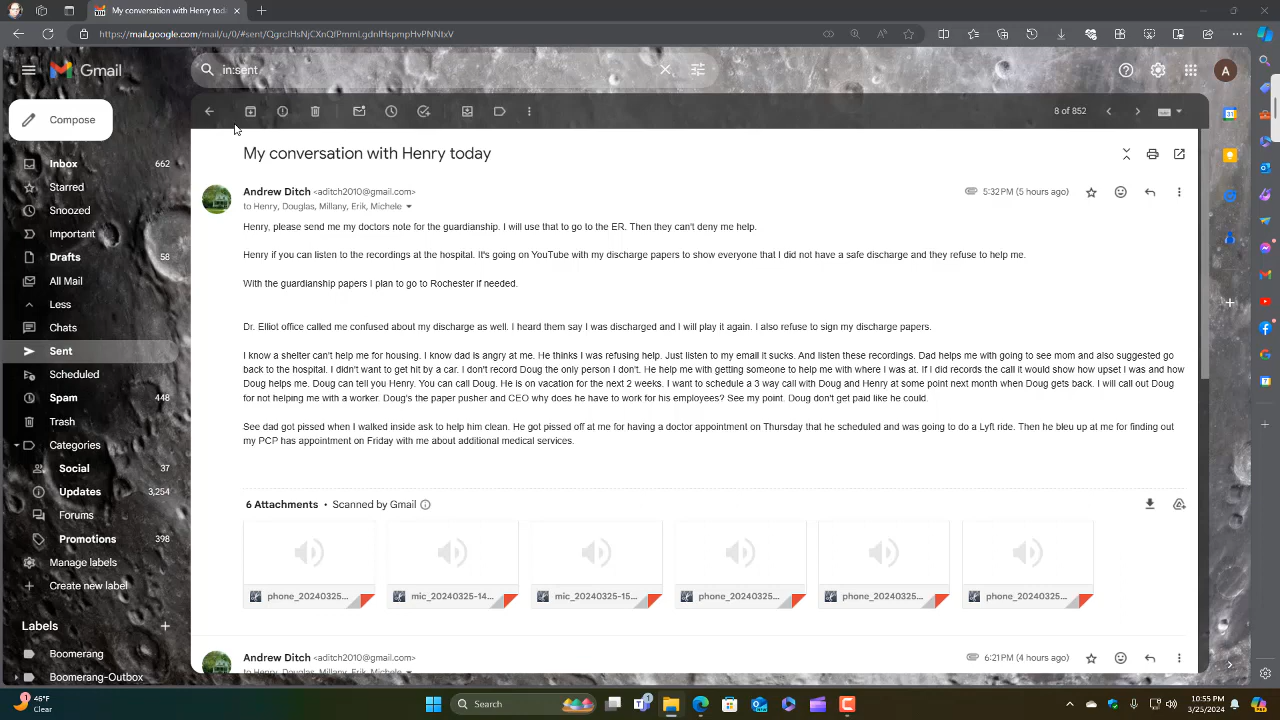 My conversation with Henry today
https://mail.google.com/mail/u/0/#sent/QgrcJHsNjCXnQfPmmLgdnlHspmpHvPNNtxV
Gmail
in:sent
A
Compose
8 of 852
Inbox 662
Starred
Snoozed
Important
Drafts 58
All Mail
Less
Chats
Sent
Scheduled
Spam 448
Trash
Categories
Social 37
Updates 3,254
Forums
Promotions 398
Manage labels
Create new label
Labels
Boomerang
Boomerang-Outbox
My conversation with Henry today
Andrew Ditch <aditch2010@gmail.com>
5:32 PM (5 hours ago)
to Henry, Douglas, Millany, Erik, Michele
Henry, please send me my doctors note for the guardianship. I will use that to go to the ER. Then they can't deny me help.
Henry if you can listen to the recordings at the hospital. It's going on YouTube with my discharge papers to show everyone that I did not have a safe discharge and they refuse to help me.
With the guardianship papers I plan to go to Rochester if needed.
Dr. Elliot office called me confused about my discharge as well. I heard them say I was discharged and I will play it again. I also refuse to sign my discharge papers.
I know a shelter can't help me for housing. I know dad is angry at me. He thinks I was refusing help. Just listen to my email it sucks. And listen these recordings. Dad helps me with going to see mom and also suggested go
back to the hospital. I didn't want to get hit by a car. I don't record Doug the only person I don't. He help me with getting someone to help me with where I was at. If I did records the call it would show how upset I was and how
Doug helps me. Doug can tell you Henry. You can call Doug. He is on vacation for the next 2 weeks. I want to schedule a 3 way call with Doug and Henry at some point next month when Doug gets back. I will call out Doug
for not helping me with a worker. Doug's the paper pusher and CEO why does he have to work for his employees? See my point. Doug don't get paid like he could.
See dad got pissed when I walked inside ask to help him clean. He got pissed off at me for having a doctor appointment on Thursday that he scheduled and was going to do a Lyft ride. Then he bleu up at me for finding out
my PCP has appointment on Friday with me about additional medical services.
6 Attachments • Scanned by Gmail
phone_20240325...
mic_20240325-14...
mic_20240325-15...
phone_20240325...
phone_20240325...
phone_20240325...
Andrew Ditch <aditch2010@gmail.com>
6:21 PM (4 hours ago)
to Henry, Douglas, Millany, Erik, Michele
45°F
Clear
Search
10:55 PM
3/25/2024